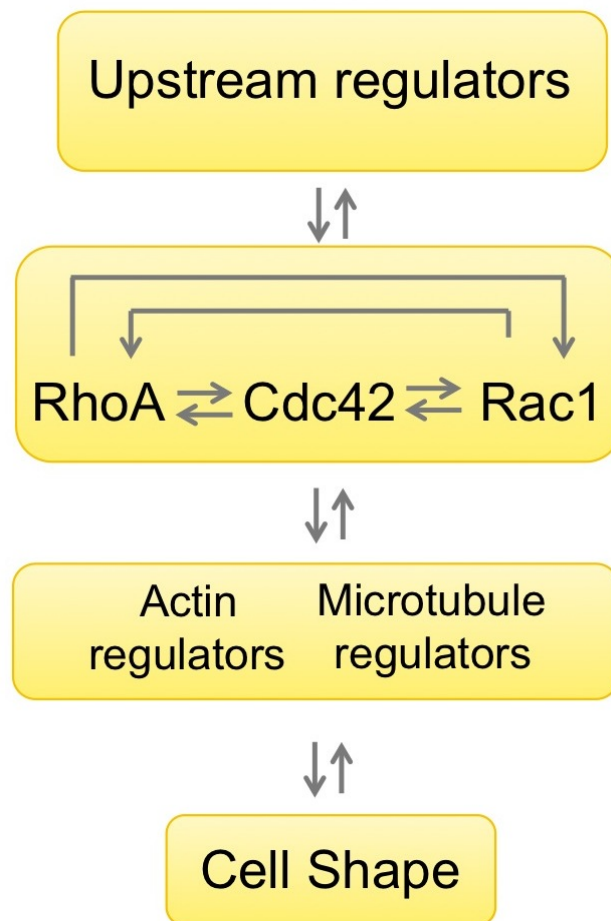 Upstream regulators
RhoA Cdc42 Rac1
Actin regulators
Microtubule regulators
Cell Shape